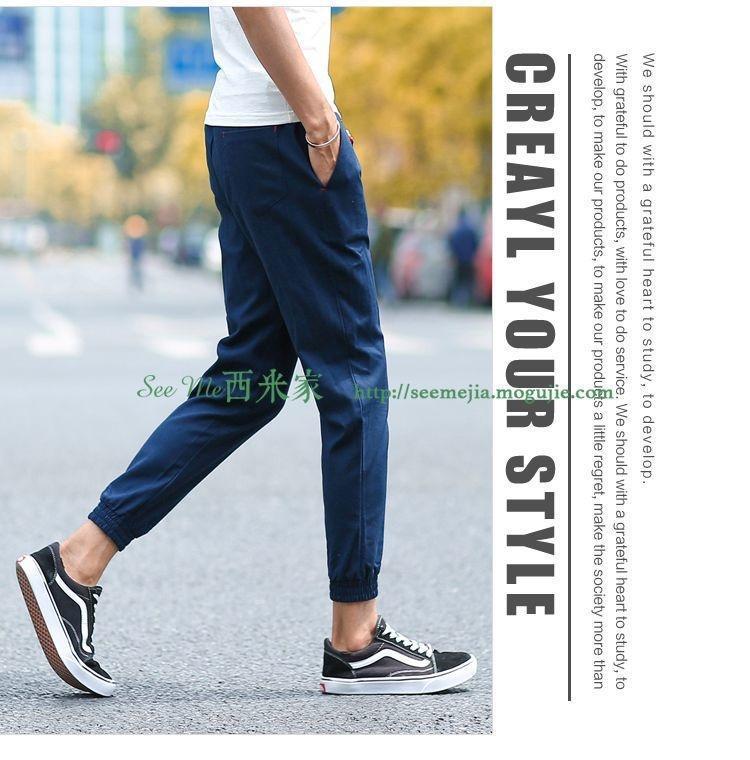 See Me西米家 http://seemejia.mogujie.com
CREAYL YOUR STYLE
We should with a grateful heart to study, to develop.
With grateful to do products, with love to do service. We should with a grateful heart to study, to
develop, to make our products, to make our products a little regret, make the society more than